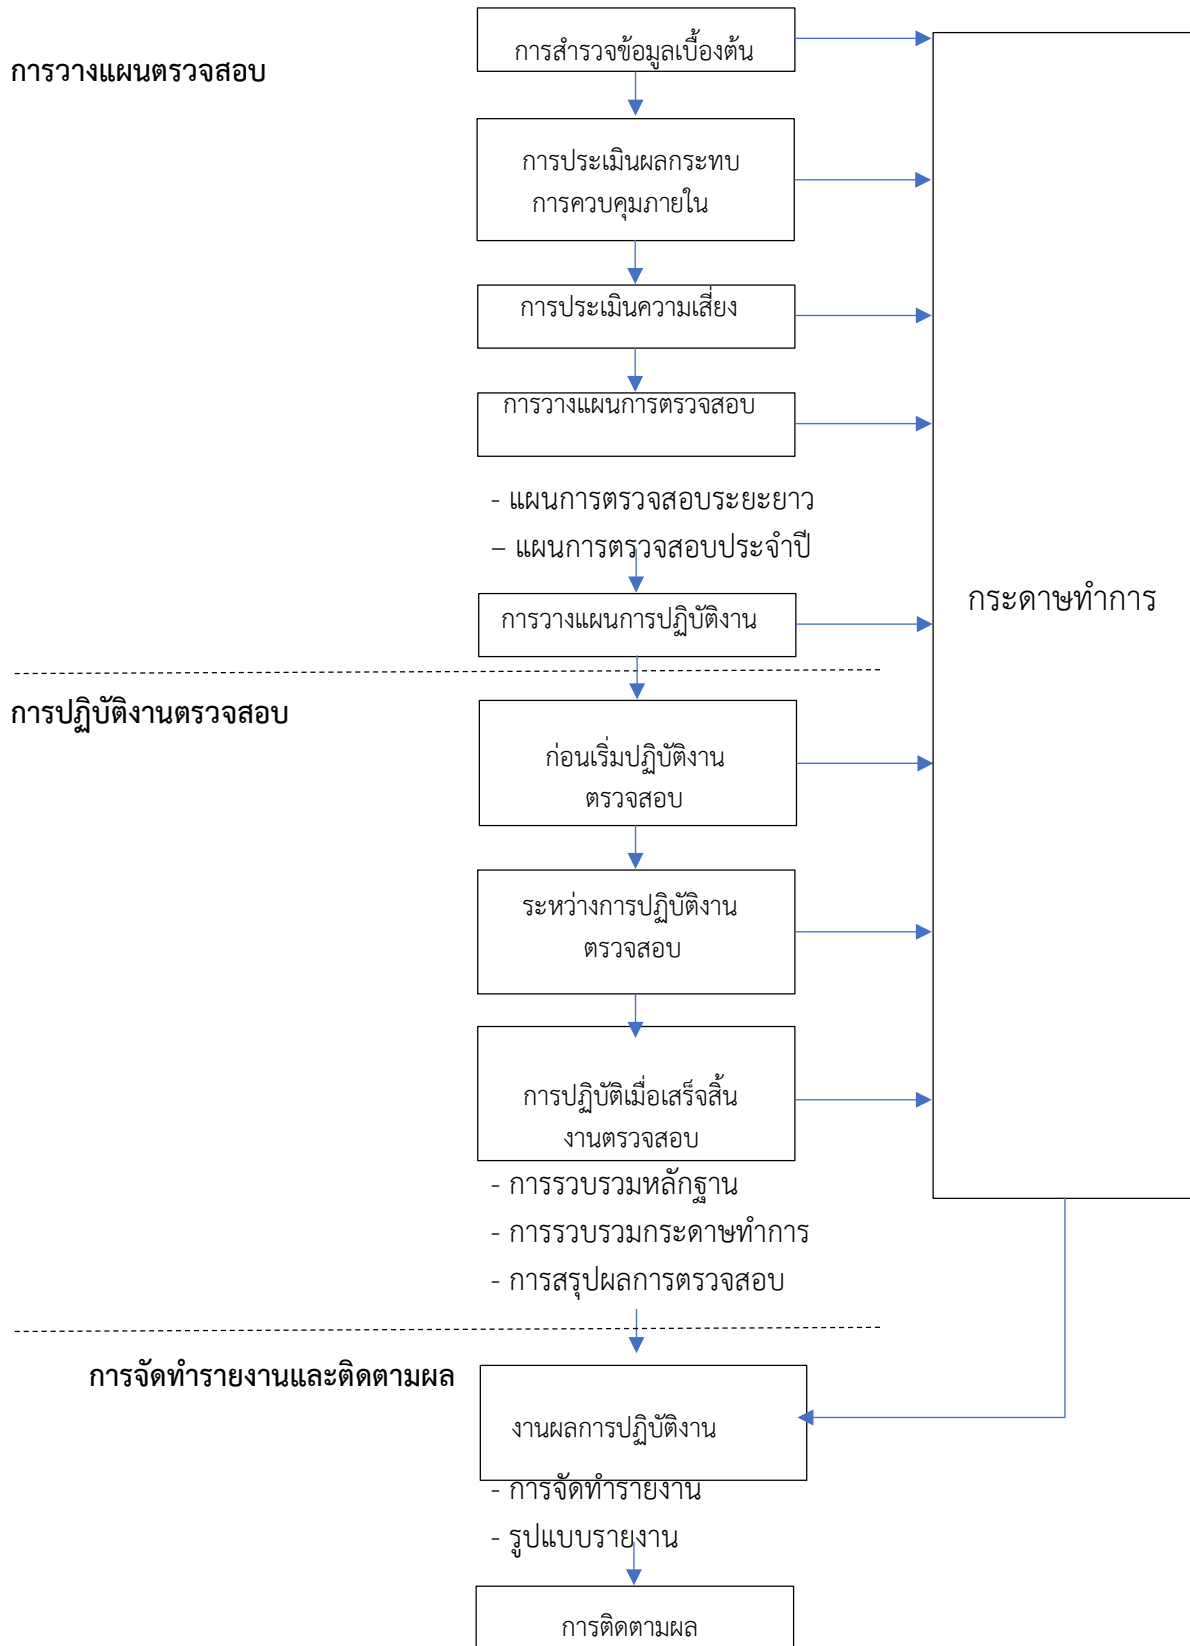 การสำรวจข้อมูลเบื้องต้น
การวางแผนตรวจสอบ
การประเมินผลกระทบ
การควบคุมภายใน
การประเมินความเสี่ยง
การวางแผนการตรวจสอบ
- แผนการตรวจสอบระยะยาว
– แผนการตรวจสอบประจำปี
กระดาษทำการ
การวางแผนการปฏิบัติงาน
การปฏิบัติงานตรวจสอบ
ก่อนเริ่มปฏิบัติงาน
ตรวจสอบ
ระหว่างการปฏิบัติงาน
ตรวจสอบ
การปฏิบัติเมื่อเสร็จสิ้น
งานตรวจสอบ
- การรวบรวมหลักฐาน
- การรวบรวมกระดาษทำการ
- การสรุปผลการตรวจสอบ
การจัดทำรายงานและติดตามผล
งานผลการปฏิบัติงาน
- การจัดทำรายงาน
- รูปแบบรายงาน
การติดตามผล